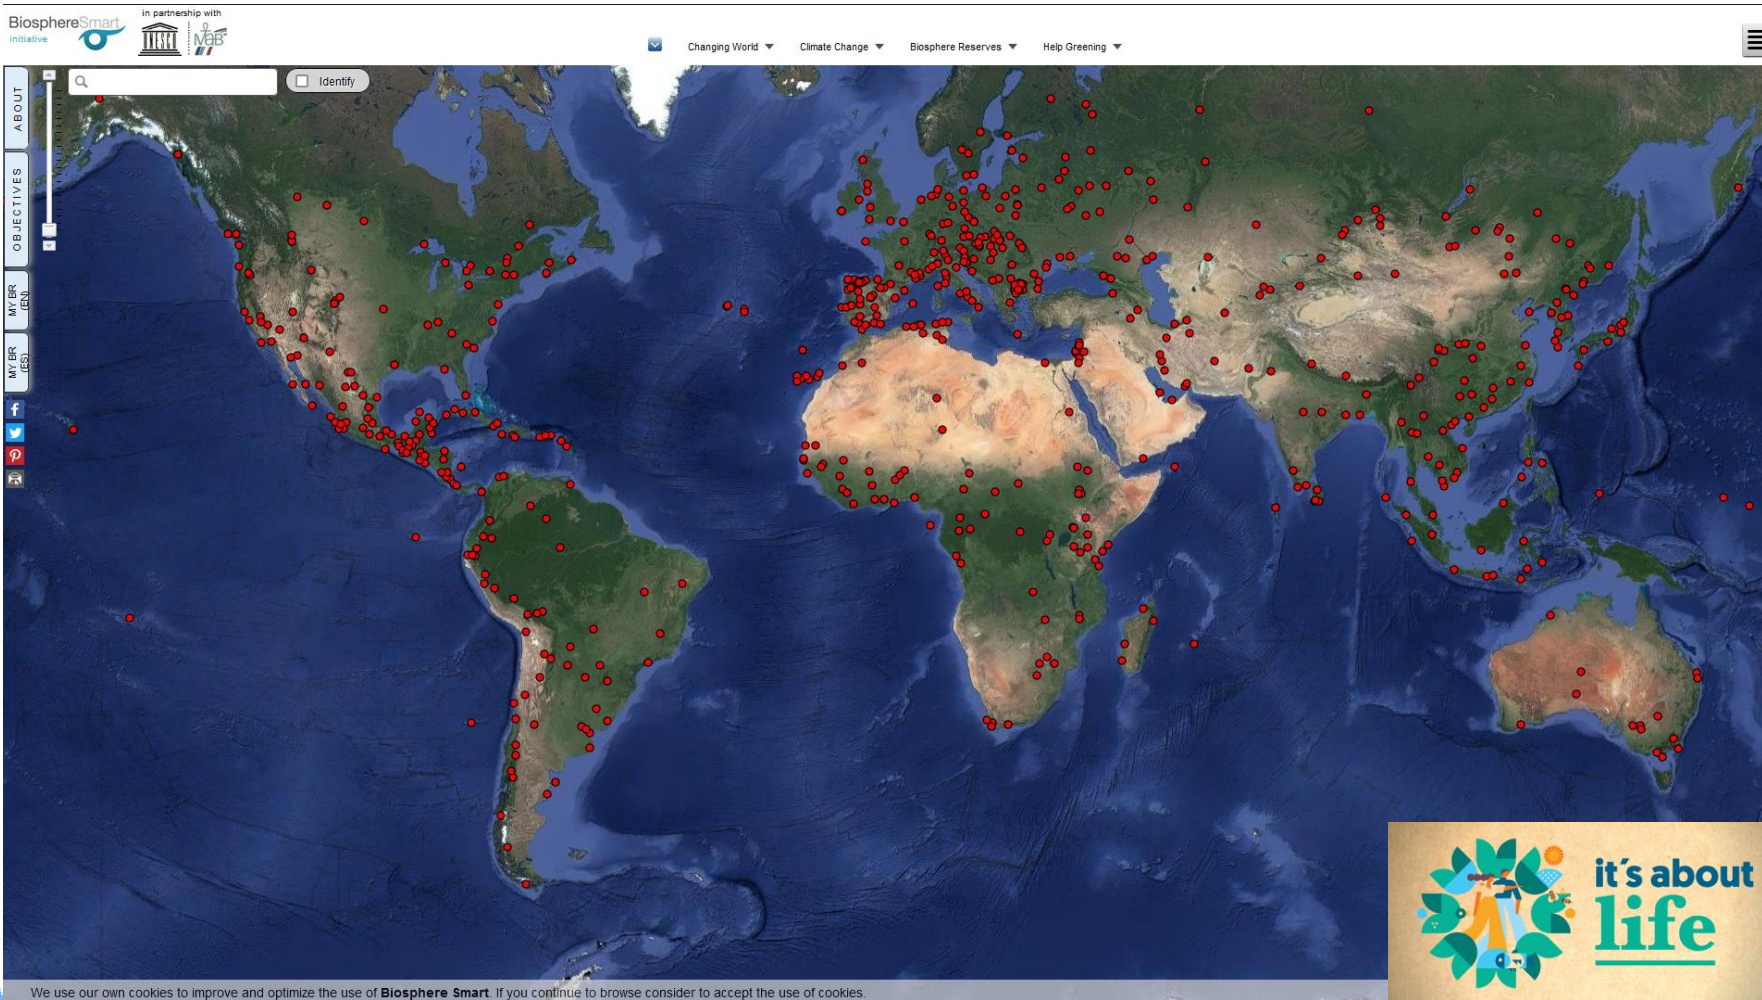 BiosphereSmart
initiative
in partnership with
UNESCO
MaB
Changing World
Climate Change
Biosphere Reserves
Help Greening
Identify
ABOUT
OBJECTIVES
MY BR
(EN)
MY BR
(ES)
it's about
life
We use our own cookies to improve and optimize the use of Biosphere Smart. If you continue to browse consider to accept the use of cookies.